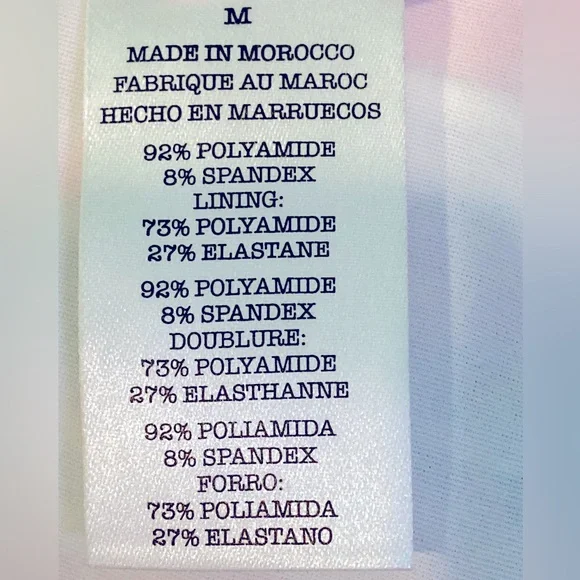 M
MADE IN MOROCCO
FABRIQUE AU MAROC
HECHO EN MARRUECOS
92% POLYAMIDE
8% SPANDEX
LINING:
73% POLYAMIDE
27% ELASTANE
92% POLYAMIDE
8% SPANDEX
DOUBLURE:
73% POLYAMIDE
27% ELASTHANNE
92% POLIAMIDA
8% SPANDEX
FORRO:
73% POLIAMIDA
27% ELASTANO